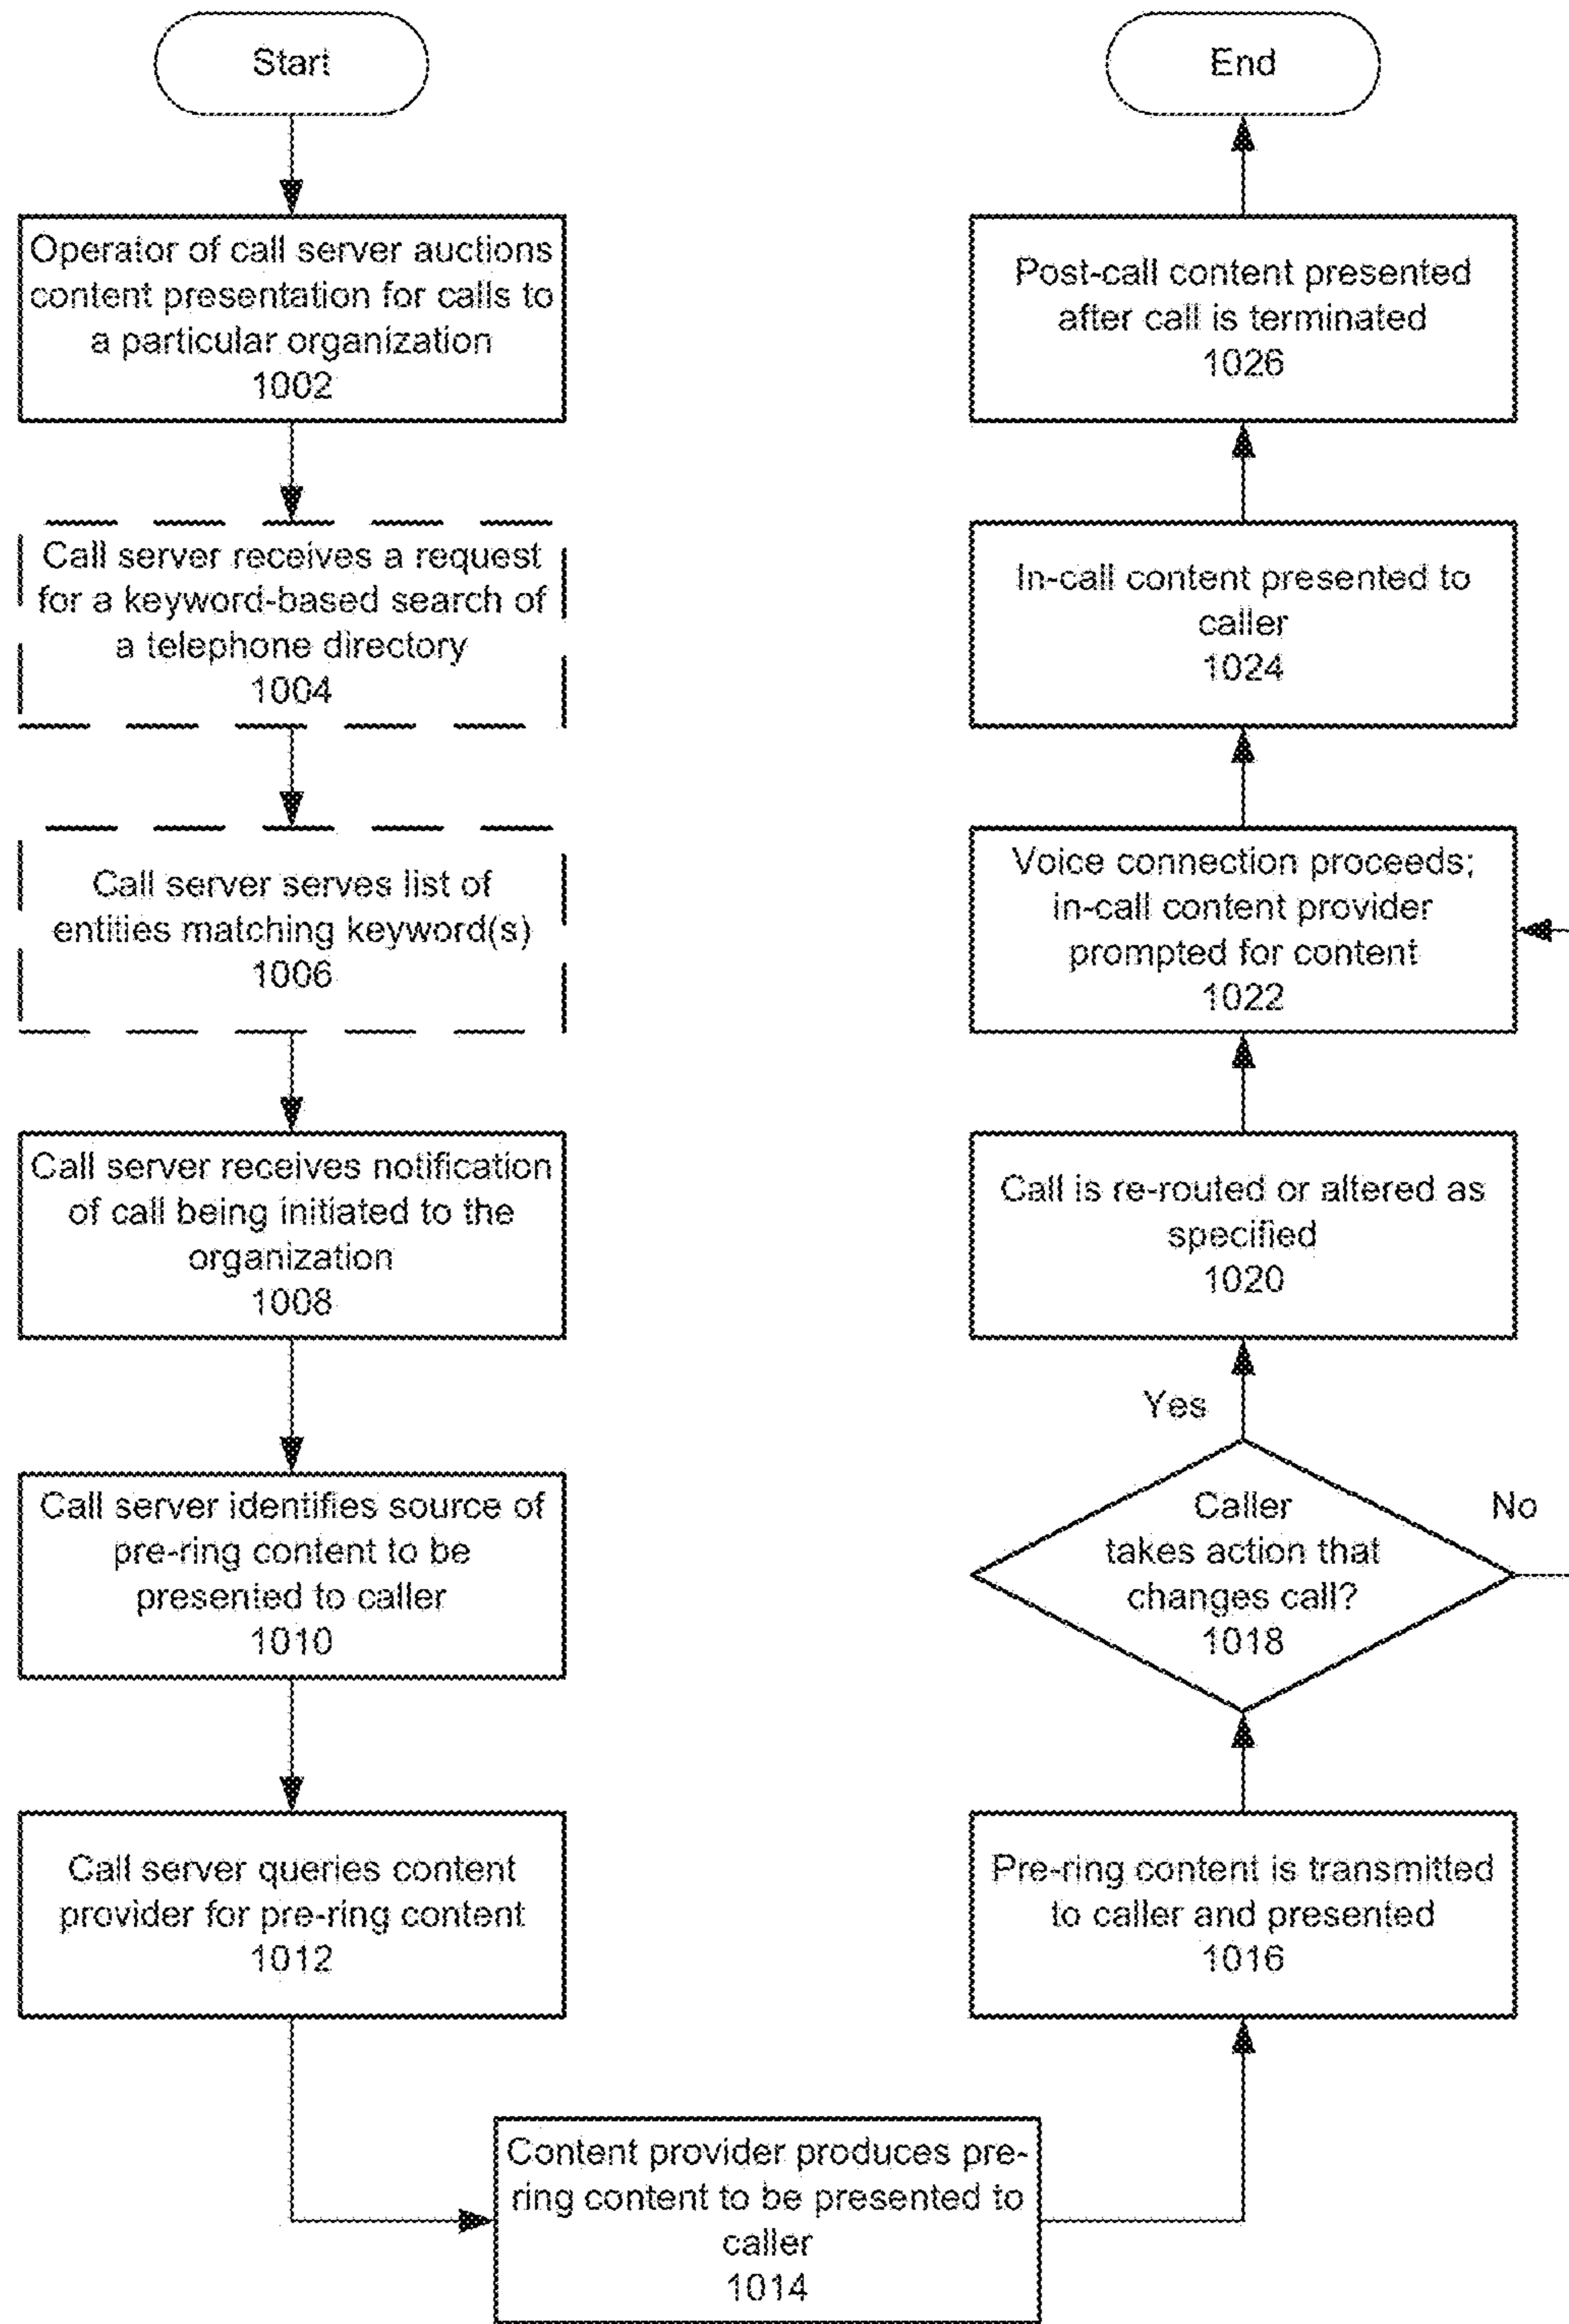 Start
Operator of call server auctions
content presentation for calls to
a particular organization
1002
Call server receives a request
for a keyword-based search of
a telephone directory
1004
Call server serves list of
entities matching keyword(s)
1006
Call server receives notification
of call being initiated to the
organization
1008
Call server identifies source of
pre-ring content to be
presented to caller
1010
Call server queries content
provider for pre-ring content
1012
Content provider produces pre-
ring content to be presented to
caller
1014
Pre-ring content is transmitted
to caller and presented
1016
Caller
takes action that
changes call?
1018
Yes
No
Call is re-routed or altered as
specified
1020
Voice connection proceeds;
in-call content provider
prompted for content
1022
In-call content presented to
caller
1024
Post-call content presented
after call is terminated
1026
End